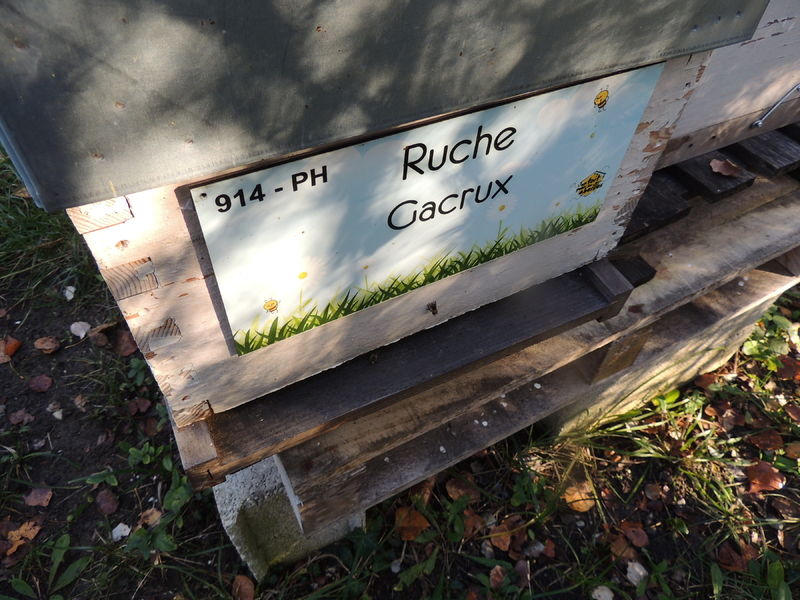 914 - PH
Ruche
Gacrux